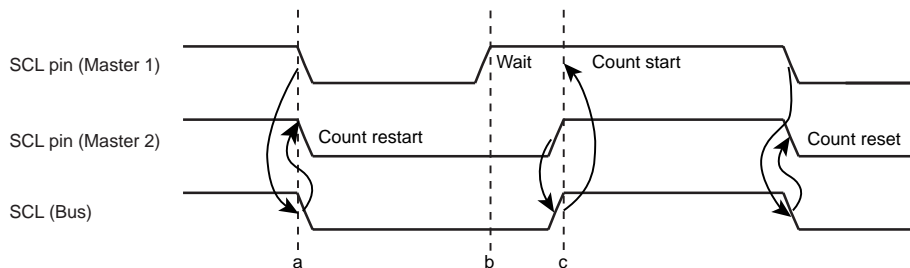 SCL pin (Master 1)
Wait
Count start
SCL pin (Master 2)
Count restart
Count reset
SCL (Bus)
a
b
c